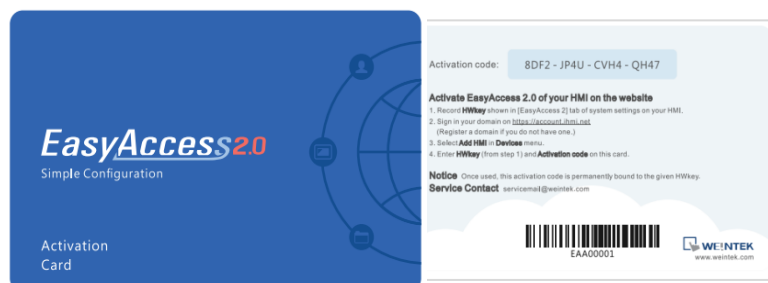 EasyAccess 2.0
Simple Configuration
Activation
Card
Activation code: 8DF2 - JP4U - CVH4 - QH47
Activate EasyAccess 2.0 of your HMI on the website
1. Record HWkey shown in [EasyAccess 2] tab of system settings on your HMI.
2. Sign in your domain on https://account.ihmi.net
(Register a domain if you do not have one.)
3. Select Add HMI in Devices menu.
4. Enter HWkey (from step 1) and Activation code on this card.
Notice Once used, this activation code is permanently bound to the given HWkey.
Service Contact servicemail@weintek.com
EAA00001
WEINTEK
www.weintek.com